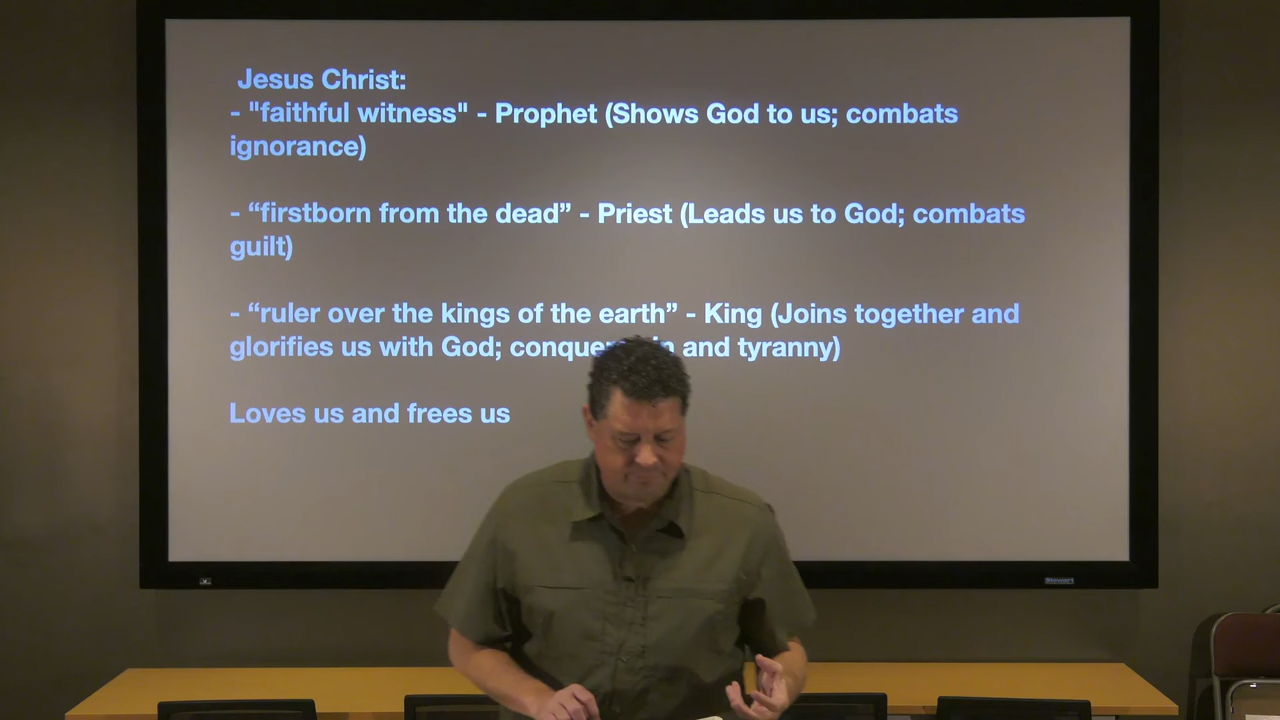 Jesus Christ:
- "faithful witness" - Prophet (Shows God to us; combats
ignorance)
- “firstborn from the dead” - Priest (Leads us to God; combats
guilt)
- “ruler over the kings of the earth” - King (Joins together and
glorifies us with God; and tyranny)
Loves us and frees us
Stewart